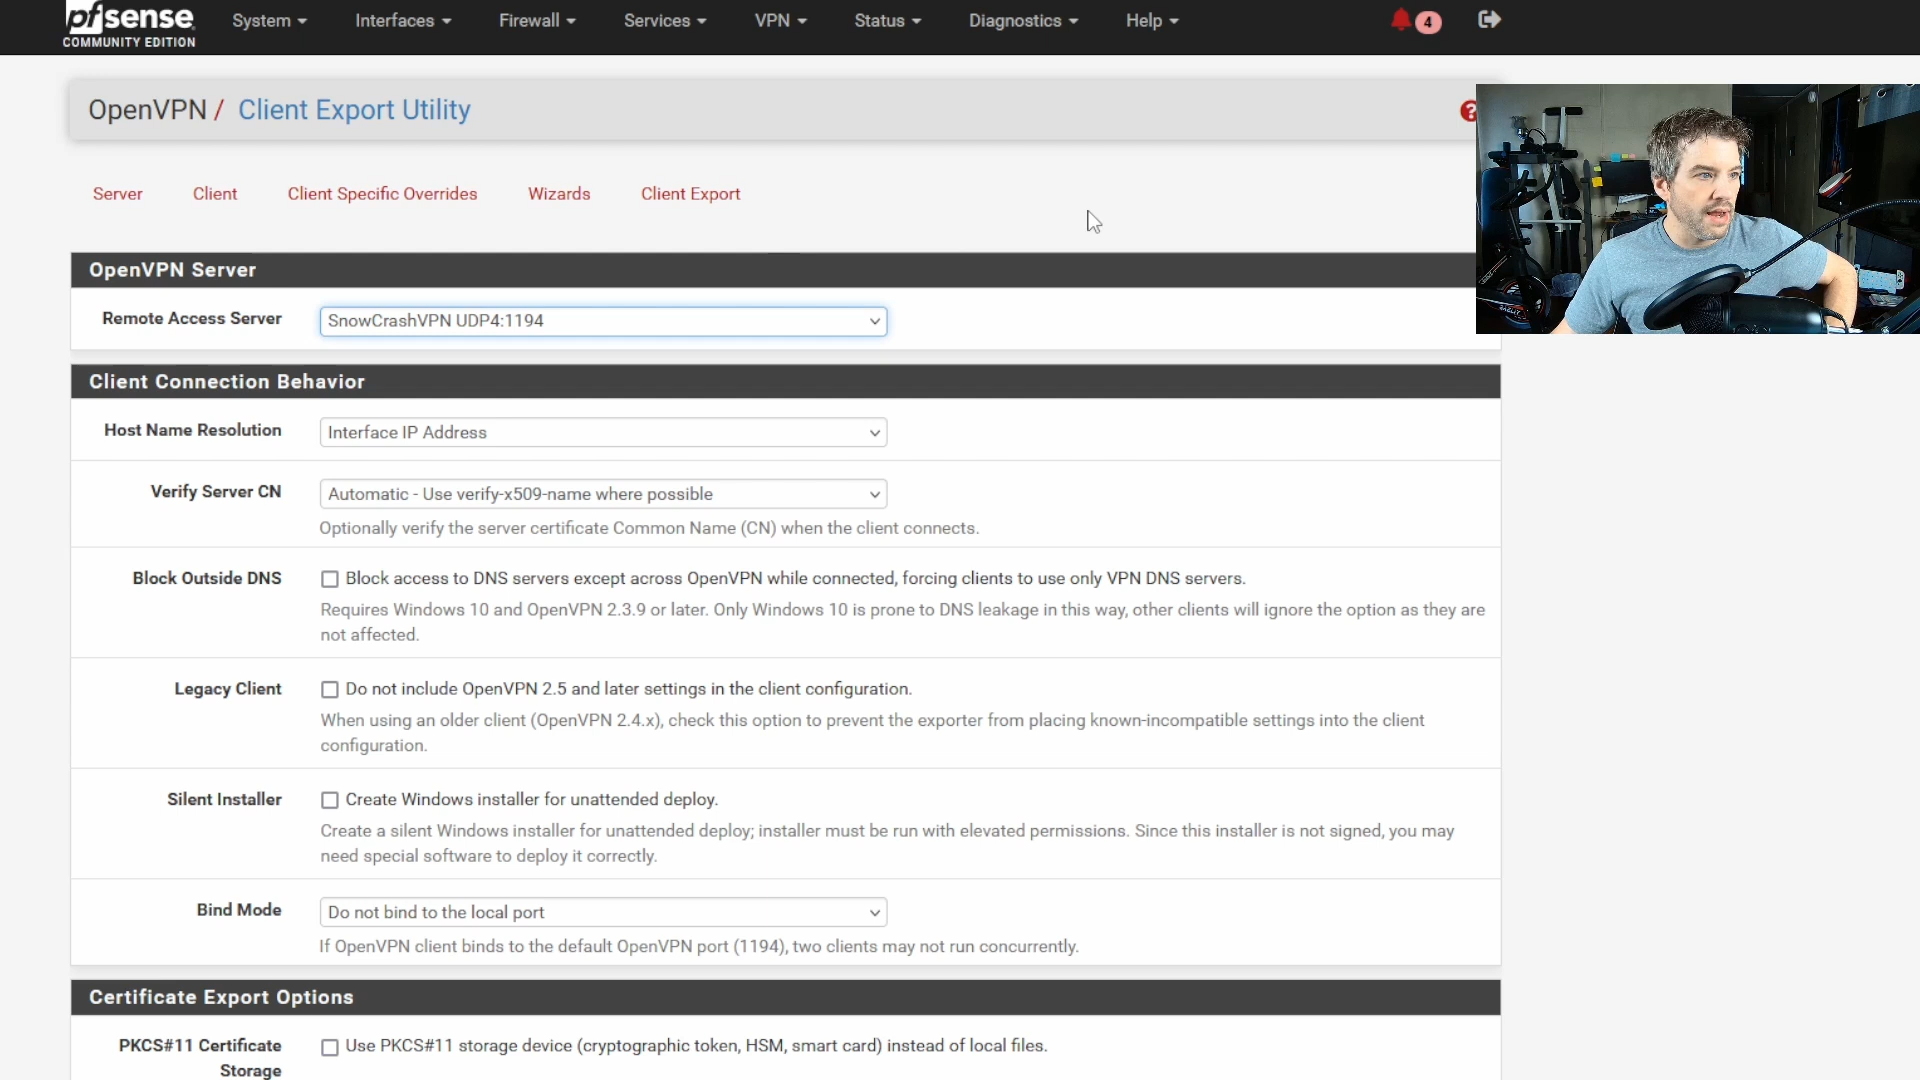 pfsense
COMMUNITY EDITION
System
Interfaces
Firewall
Services
VPN
Status
Diagnostics
Help
4
OpenVPN / Client Export Utility
?
Server
Client
Client Specific Overrides
Wizards
Client Export
OpenVPN Server
Remote Access Server
SnowCrashVPN UDP4:1194
Client Connection Behavior
Host Name Resolution
Interface IP Address
Verify Server CN
Automatic - Use verify-x509-name where possible
Optionally verify the server certificate Common Name (CN) when the client connects.
Block Outside DNS
Block access to DNS servers except across OpenVPN while connected, forcing clients to use only VPN DNS servers.
Requires Windows 10 and OpenVPN 2.3.9 or later. Only Windows 10 is prone to DNS leakage in this way, other clients will ignore the option as they are
not affected.
Legacy Client
Do not include OpenVPN 2.5 and later settings in the client configuration.
When using an older client (OpenVPN 2.4.x), check this option to prevent the exporter from placing known-incompatible settings into the client
configuration.
Silent Installer
Create Windows installer for unattended deploy.
Create a silent Windows installer for unattended deploy; installer must be run with elevated permissions. Since this installer is not signed, you may
need special software to deploy it correctly.
Bind Mode
Do not bind to the local port
If OpenVPN client binds to the default OpenVPN port (1194), two clients may not run concurrently.
Certificate Export Options
PKCS#11 Certificate
Storage
Use PKCS#11 storage device (cryptographic token, HSM, smart card) instead of local files.